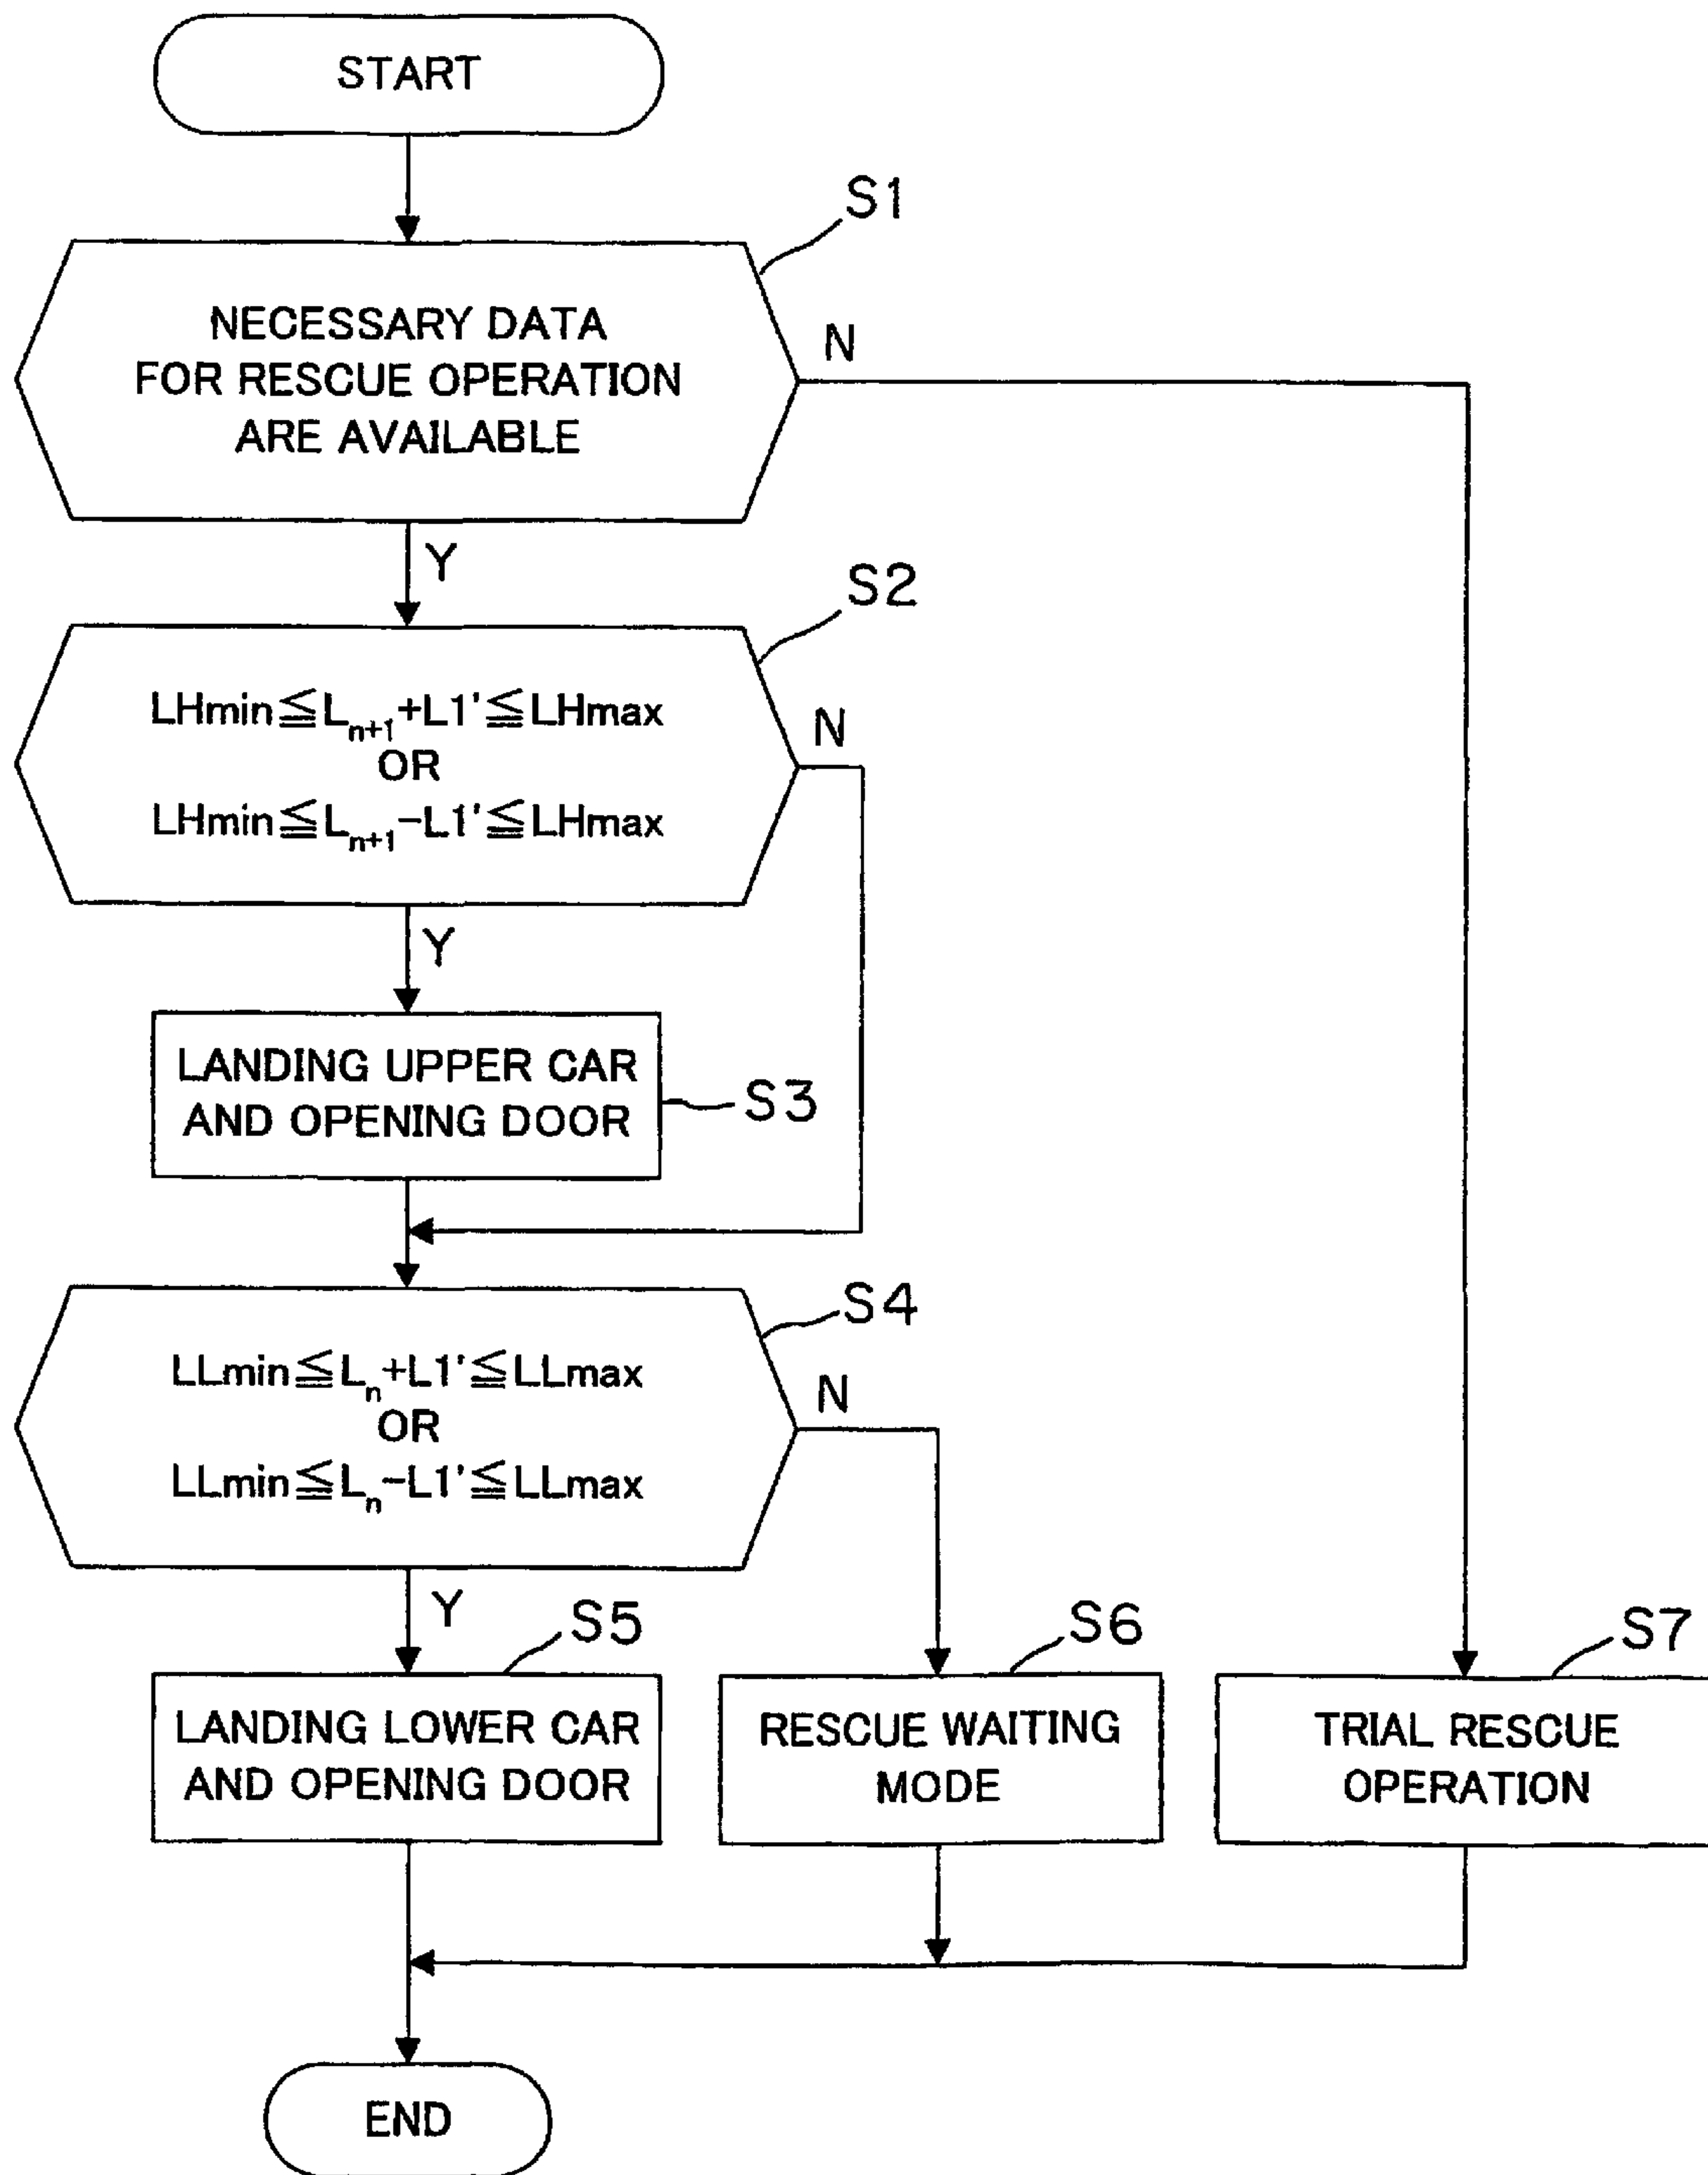 START
S1
NECESSARY DATA
FOR RESCUE OPERATION
ARE AVAILABLE
N
Y
S2
LHmin≦Ln+1+L1'≦LHmax
OR
LHmin≦Ln+1−L1'≦LHmax
N
Y
LANDING UPPER CAR
AND OPENING DOOR
S3
S4
LLmin≦Ln+L1'≦LLmax
OR
LLmin≦Ln−L1'≦LLmax
N
Y
S5
LANDING LOWER CAR
AND OPENING DOOR
S6
RESCUE WAITING
MODE
S7
TRIAL RESCUE
OPERATION
END